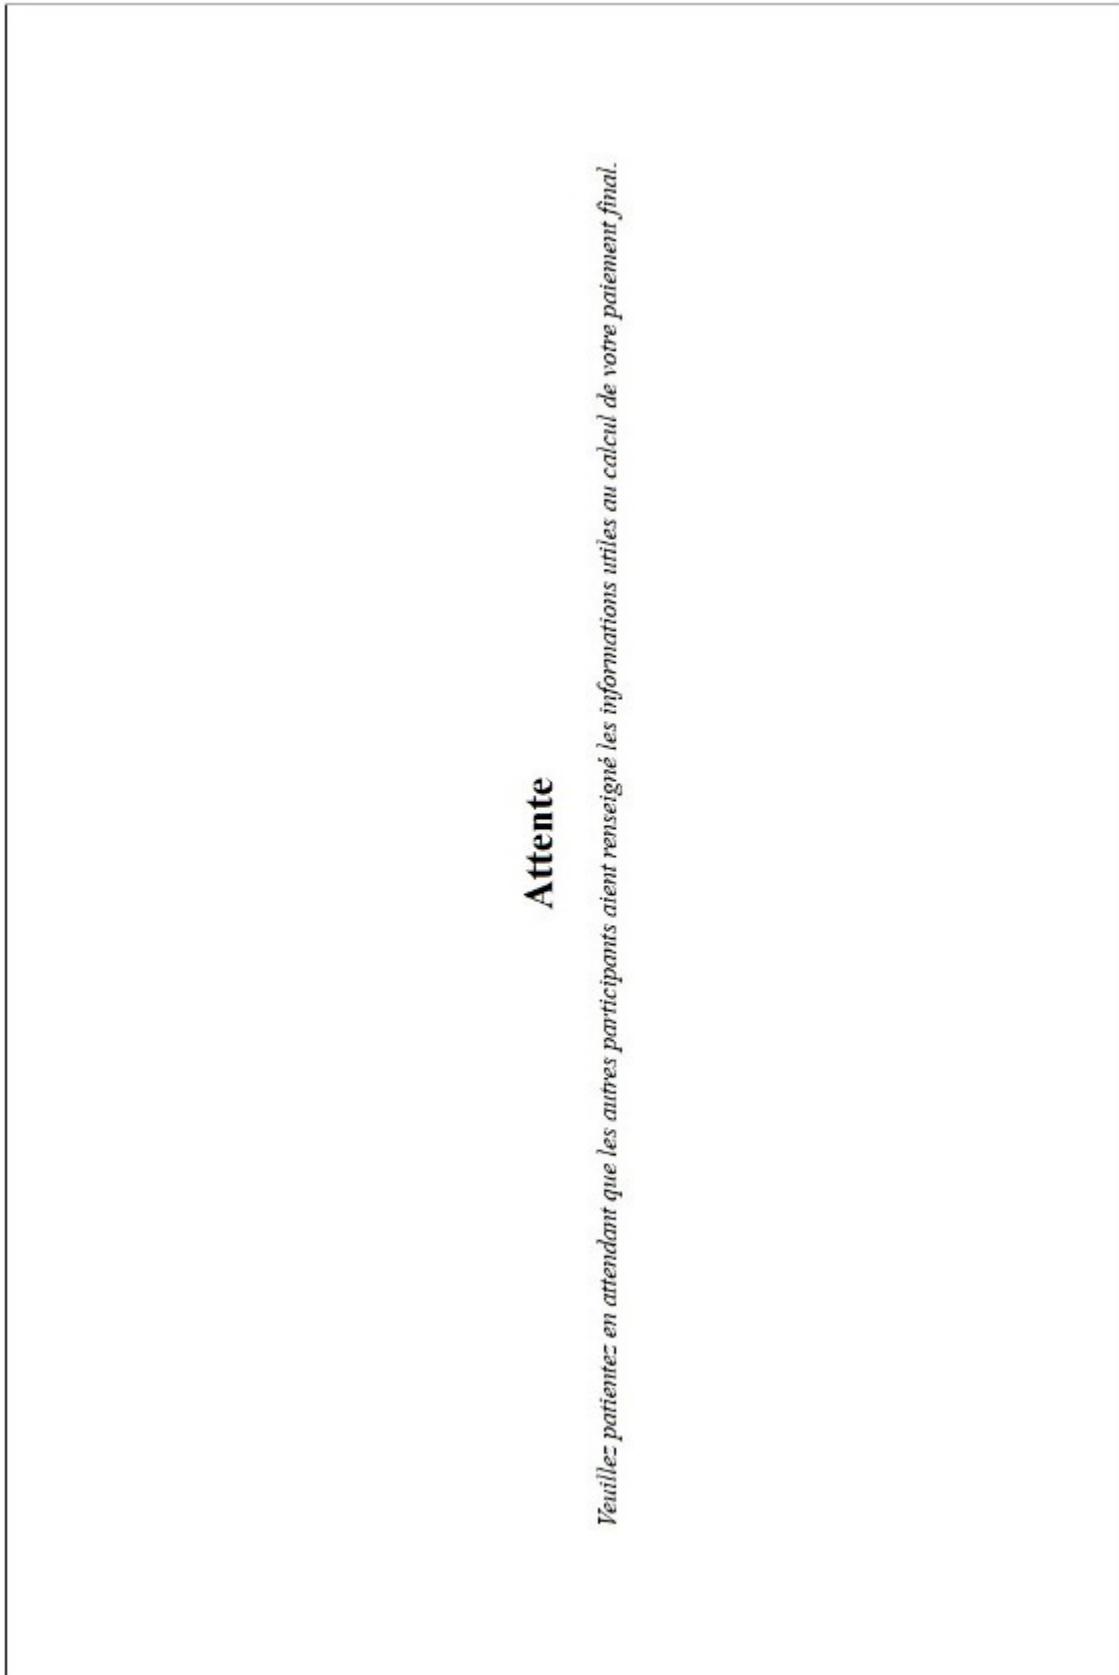 Attente
Veuillez patientez en attendant que les autres participants aient renseigné les informations utiles au calcul de votre paiement final.